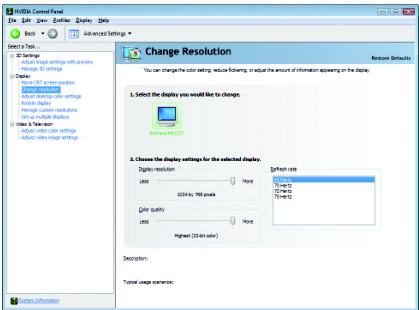 NVIDIA Control Panel
File Edit View Profiles Display Help
Back Advanced Settings
Select a Task...
3D Settings
Adjust image settings with preview
Manage 3D settings
Display
Move CRT screen position
Change resolution
Adjust desktop color settings
Rotate display
Manage custom resolutions
Set up multiple displays
Video & Television
Adjust video color settings
Adjust video image settings
System Information
Change Resolution
Restore Defaults
You can change the color setting, reduce flickering, or adjust the amount of information appearing on the display.
1. Select the display you would like to change.
2. Choose the display settings for the selected display.
Display resolution
Less More
1024 by 768 pixels
Color quality
Less More
Highest (32-bit color)
Refresh rate
60 Hertz
70 Hertz
72 Hertz
75 Hertz
Description:
Typical usage scenarios: